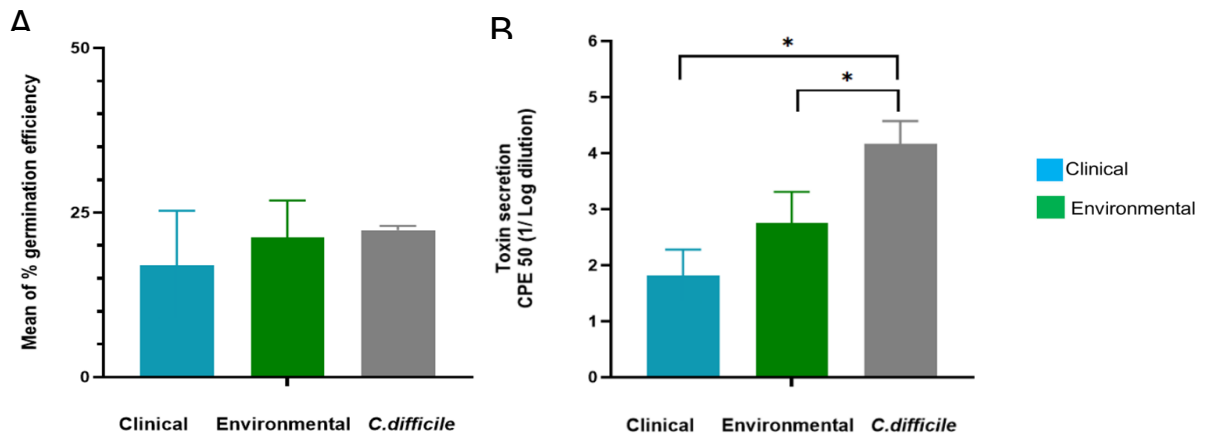 A
50
25
0
Mean of % germination efficiency
Clinical Environmental C.difficile
B
6
5
4
3
2
1
0
Toxin secretion
CPE 50 (1/ Log dilution)
*
*
Clinical Environmental C.difficile
Clinical
Environmental